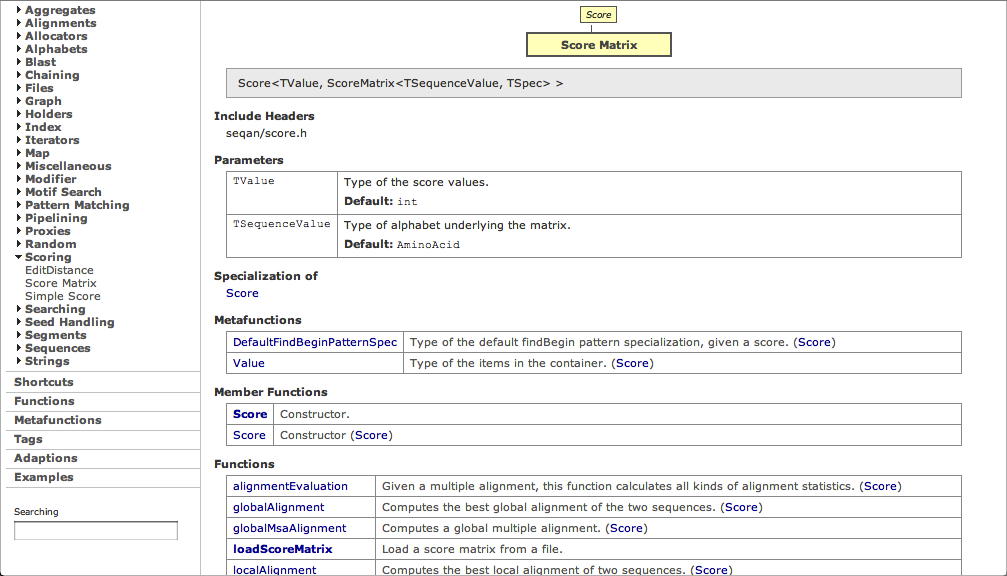 Aggregates
Alignments
Allocators
Alphabets
Blast
Chaining
Files
Graph
Holders
Index
Iterators
Map
Miscellaneous
Modifier
Motif Search
Pattern Matching
Pipelining
Proxies
Random
Scoring
EditDistance
Score Matrix
Simple Score
Searching
Seed Handling
Segments
Sequences
Strings
Shortcuts
Functions
Metafunctions
Tags
Adaptions
Examples
Searching
Score
Score Matrix
Score<TValue, ScoreMatrix<TSequenceValue, TSpec> >
Include Headers
seqan/score.h
Parameters
TValue Type of the score values.
Default: int
TSequenceValue Type of alphabet underlying the matrix.
Default: AminoAcid
Specialization of
Score
Metafunctions
DefaultFindBeginPatternSpec Type of the default findBegin pattern specialization, given a score. (Score)
Value Type of the items in the container. (Score)
Member Functions
Score Constructor.
Score Constructor (Score)
Functions
alignmentEvaluation Given a multiple alignment, this function calculates all kinds of alignment statistics. (Score)
globalAlignment Computes the best global alignment of the two sequences. (Score)
globalMsaAlignment Computes a global multiple alignment. (Score)
loadScoreMatrix Load a score matrix from a file.
localAlignment Computes the best local alignment of two sequences. (Score)